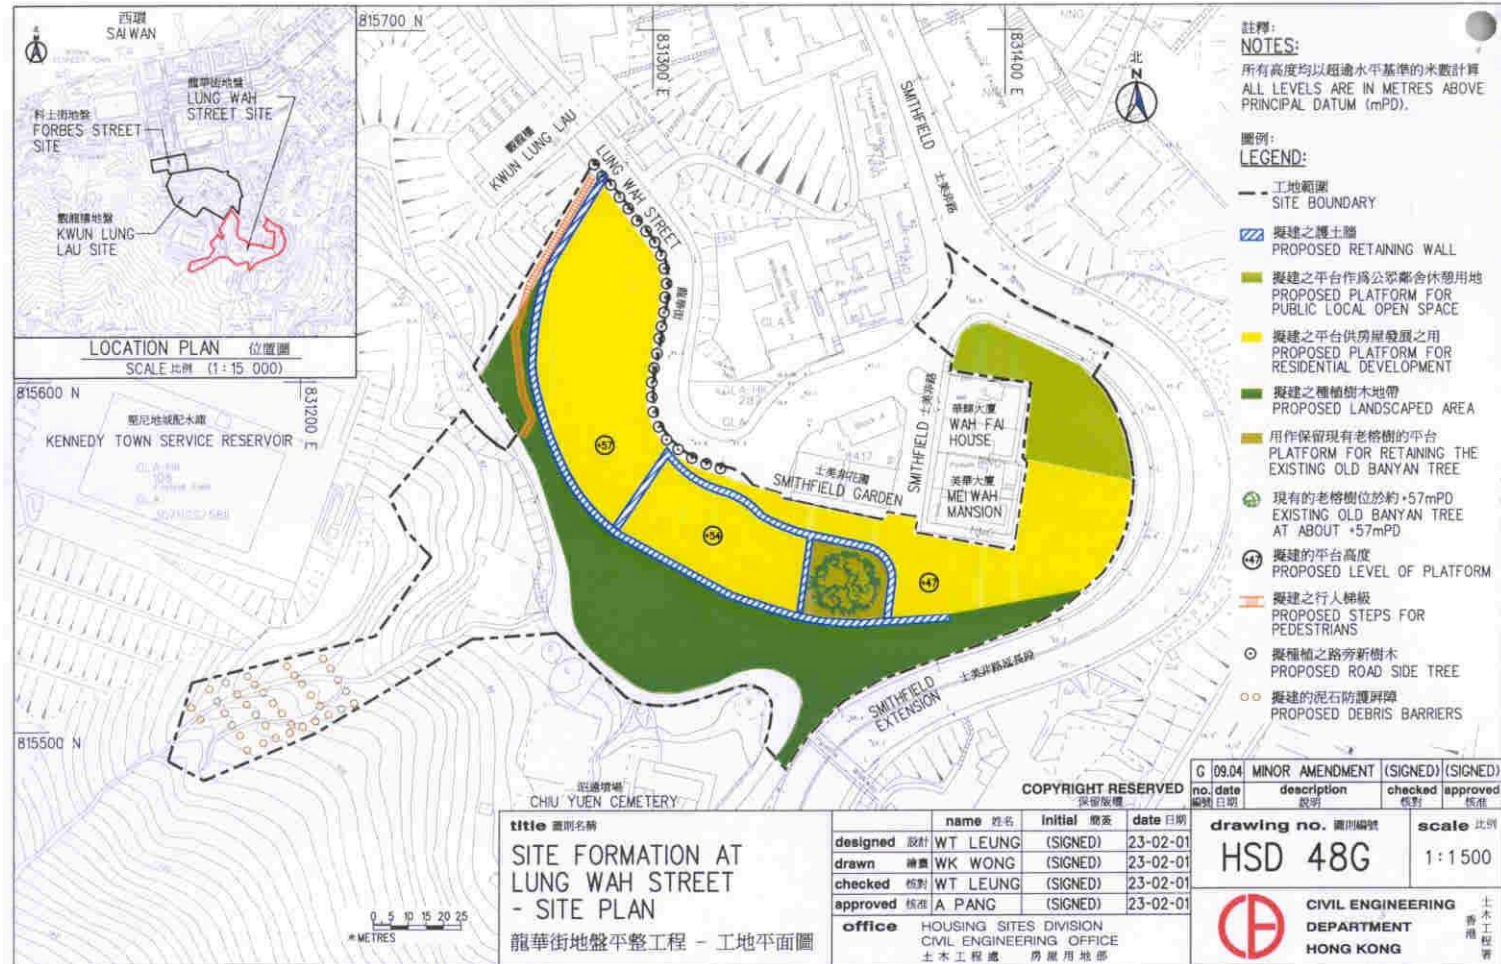 西環
SAI WAN
龍華街地盤
LUNG WAH
STREET SITE
科士街地盤
FORBES STREET
SITE
觀龍樓地盤
KWUN LUNG
LAU SITE
LOCATION PLAN 位置圖
SCALE 比例 (1:15 000)
815700 N
831300 E
831400 E
831200 E
815600 N
815500 N
北
N
觀龍樓
KWUN LUNG LAU
LUNG WAH STREET
龍華街
SMITHFIELD
士美非路
堅尼地城配水庫
KENNEDY TOWN SERVICE RESERVOIR
SMITHFIELD 士美非路
華輝大廈
WAH FAI
HOUSE
美華大廈
MEI WAH
MANSION
士美非花園
SMITHFIELD GARDEN
+57
+54
+47
SMITHFIELD
EXTENSION
士美非路延長段
昭遠墳場
CHIU YUEN CEMETERY
0 5 10 15 20 25
METRES
註釋:
NOTES:
所有高度均以超逾水平基準的米數計算
ALL LEVELS ARE IN METRES ABOVE
PRINCIPAL DATUM (mPD).
圖例:
LEGEND:
工地範圍
SITE BOUNDARY
擬建之護土牆
PROPOSED RETAINING WALL
擬建之平台作為公眾鄰舍休憩用地
PROPOSED PLATFORM FOR
PUBLIC LOCAL OPEN SPACE
擬建之平台供房屋發展之用
PROPOSED PLATFORM FOR
RESIDENTIAL DEVELOPMENT
擬建之種植樹木地帶
PROPOSED LANDSCAPED AREA
用作保留現有老榕樹的平台
PLATFORM FOR RETAINING THE
EXISTING OLD BANYAN TREE
現有的老榕樹位於約+57mPD
EXISTING OLD BANYAN TREE
AT ABOUT +57mPD
+47 擬建的平台高度
PROPOSED LEVEL OF PLATFORM
擬建之行人梯級
PROPOSED STEPS FOR
PEDESTRIANS
擬種植之路旁新樹木
PROPOSED ROAD SIDE TREE
擬建的泥石防護屏障
PROPOSED DEBRIS BARRIERS
COPYRIGHT RESERVED
保留版權
G 09.04 MINOR AMENDMENT (SIGNED) (SIGNED)
no. date description checked approved
編號 日期 說明 核對 核准
title 圖則名稱
SITE FORMATION AT
LUNG WAH STREET
- SITE PLAN
龍華街地盤平整工程 - 工地平面圖
name 姓名 initial 簡簽 date 日期
designed 設計 WT LEUNG (SIGNED) 23-02-01
drawn 繪圖 WK WONG (SIGNED) 23-02-01
checked 核對 WT LEUNG (SIGNED) 23-02-01
approved 核准 A PANG (SIGNED) 23-02-01
office HOUSING SITES DIVISION
CIVIL ENGINEERING OFFICE
土木工程處 房屋用地部
drawing no. 圖則編號
HSD 48G
scale 比例
1:1500
CIVIL ENGINEERING
DEPARTMENT
HONG KONG
香港
土木工程署